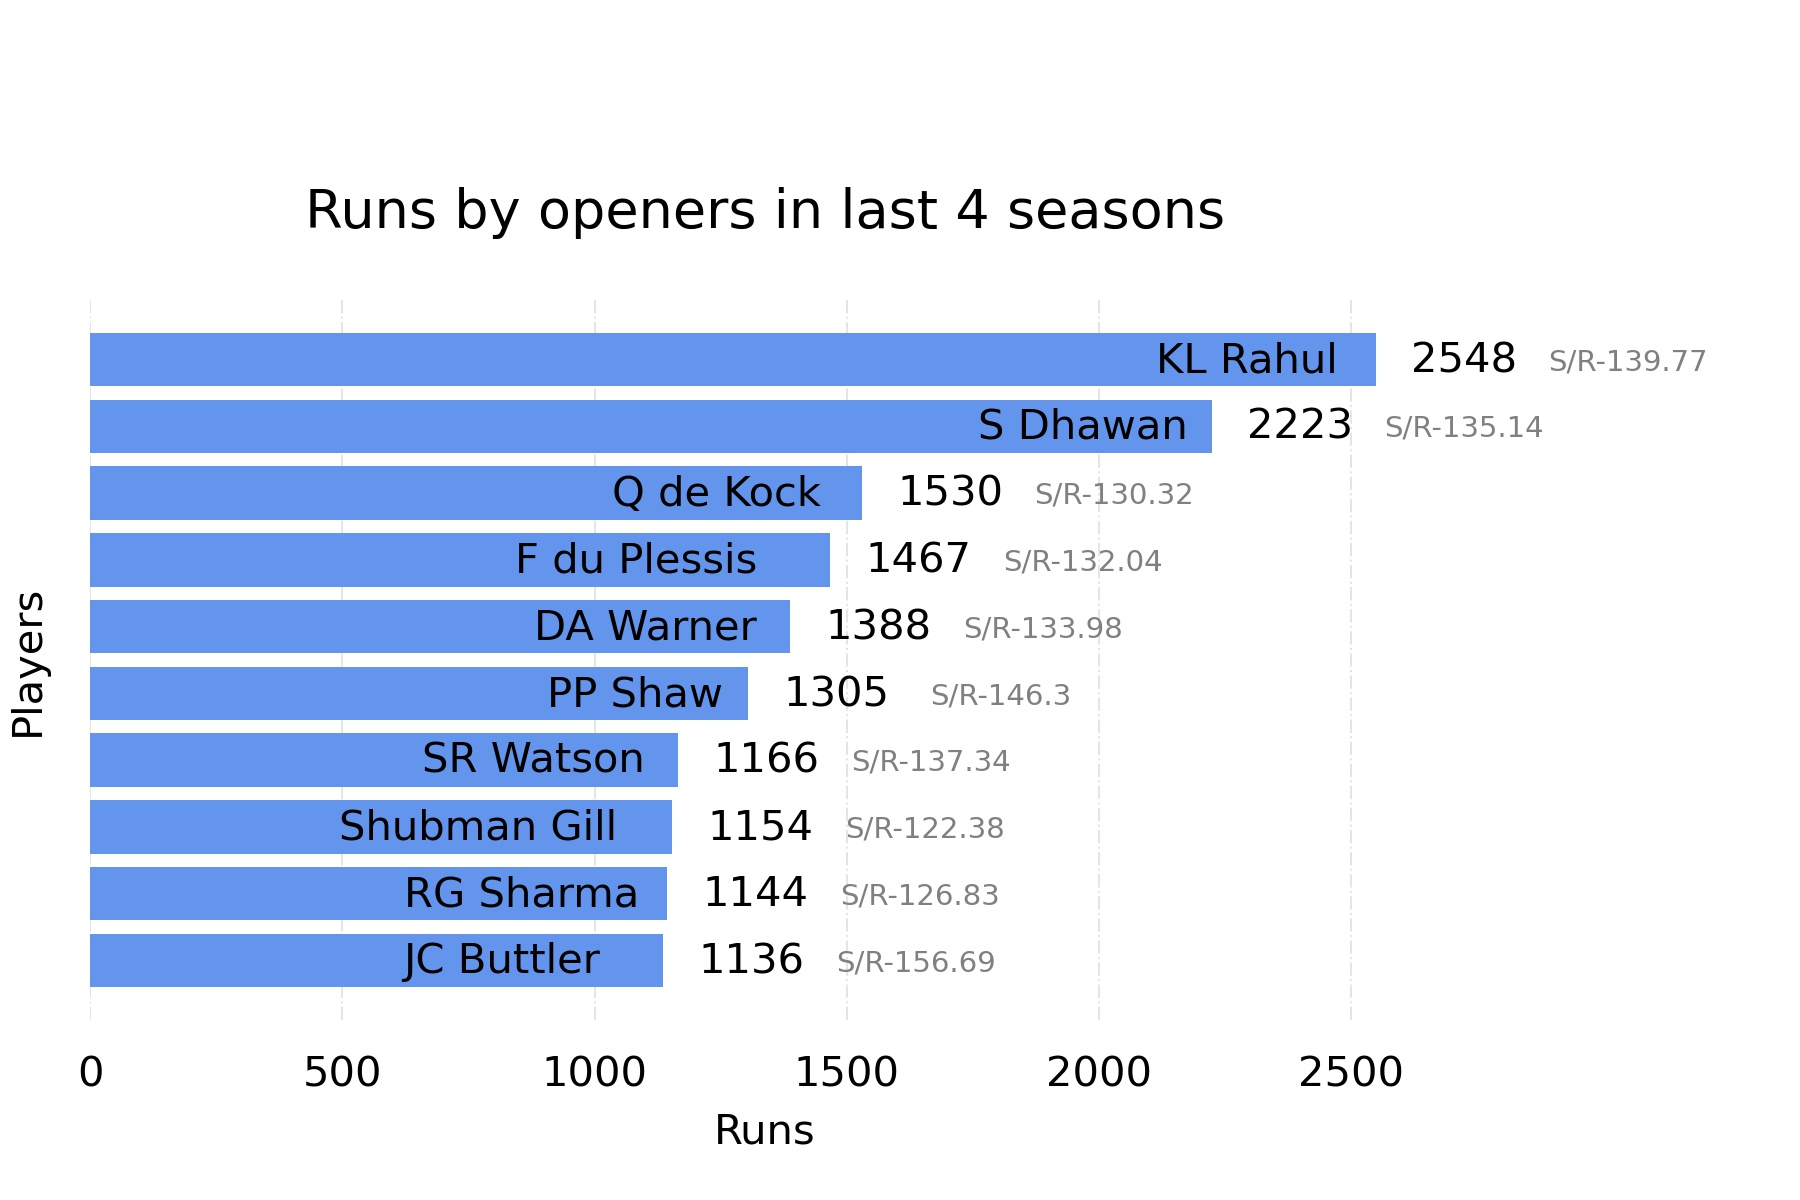 Runs by openers in last 4 seasons
KL Rahul 2548 S/R-139.77
S Dhawan 2223 S/R-135.14
Q de Kock 1530 S/R-130.32
F du Plessis 1467 S/R-132.04
DA Warner 1388 S/R-133.98
PP Shaw 1305 S/R-146.3
SR Watson 1166 S/R-137.34
Shubman Gill 1154 S/R-122.38
RG Sharma 1144 S/R-126.83
JC Buttler 1136 S/R-156.69
Players
0 500 1000 1500 2000 2500
Runs